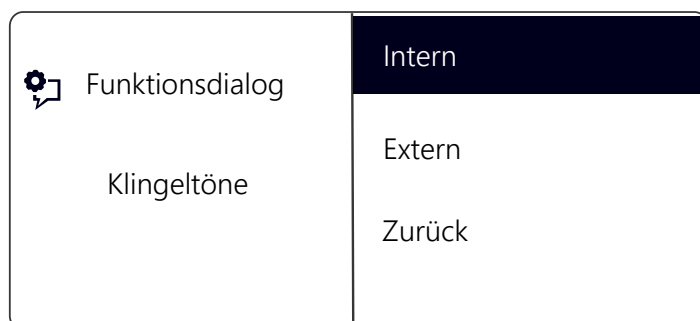 Funktionsdialog
Klingeltöne
Intern
Extern
Zurück